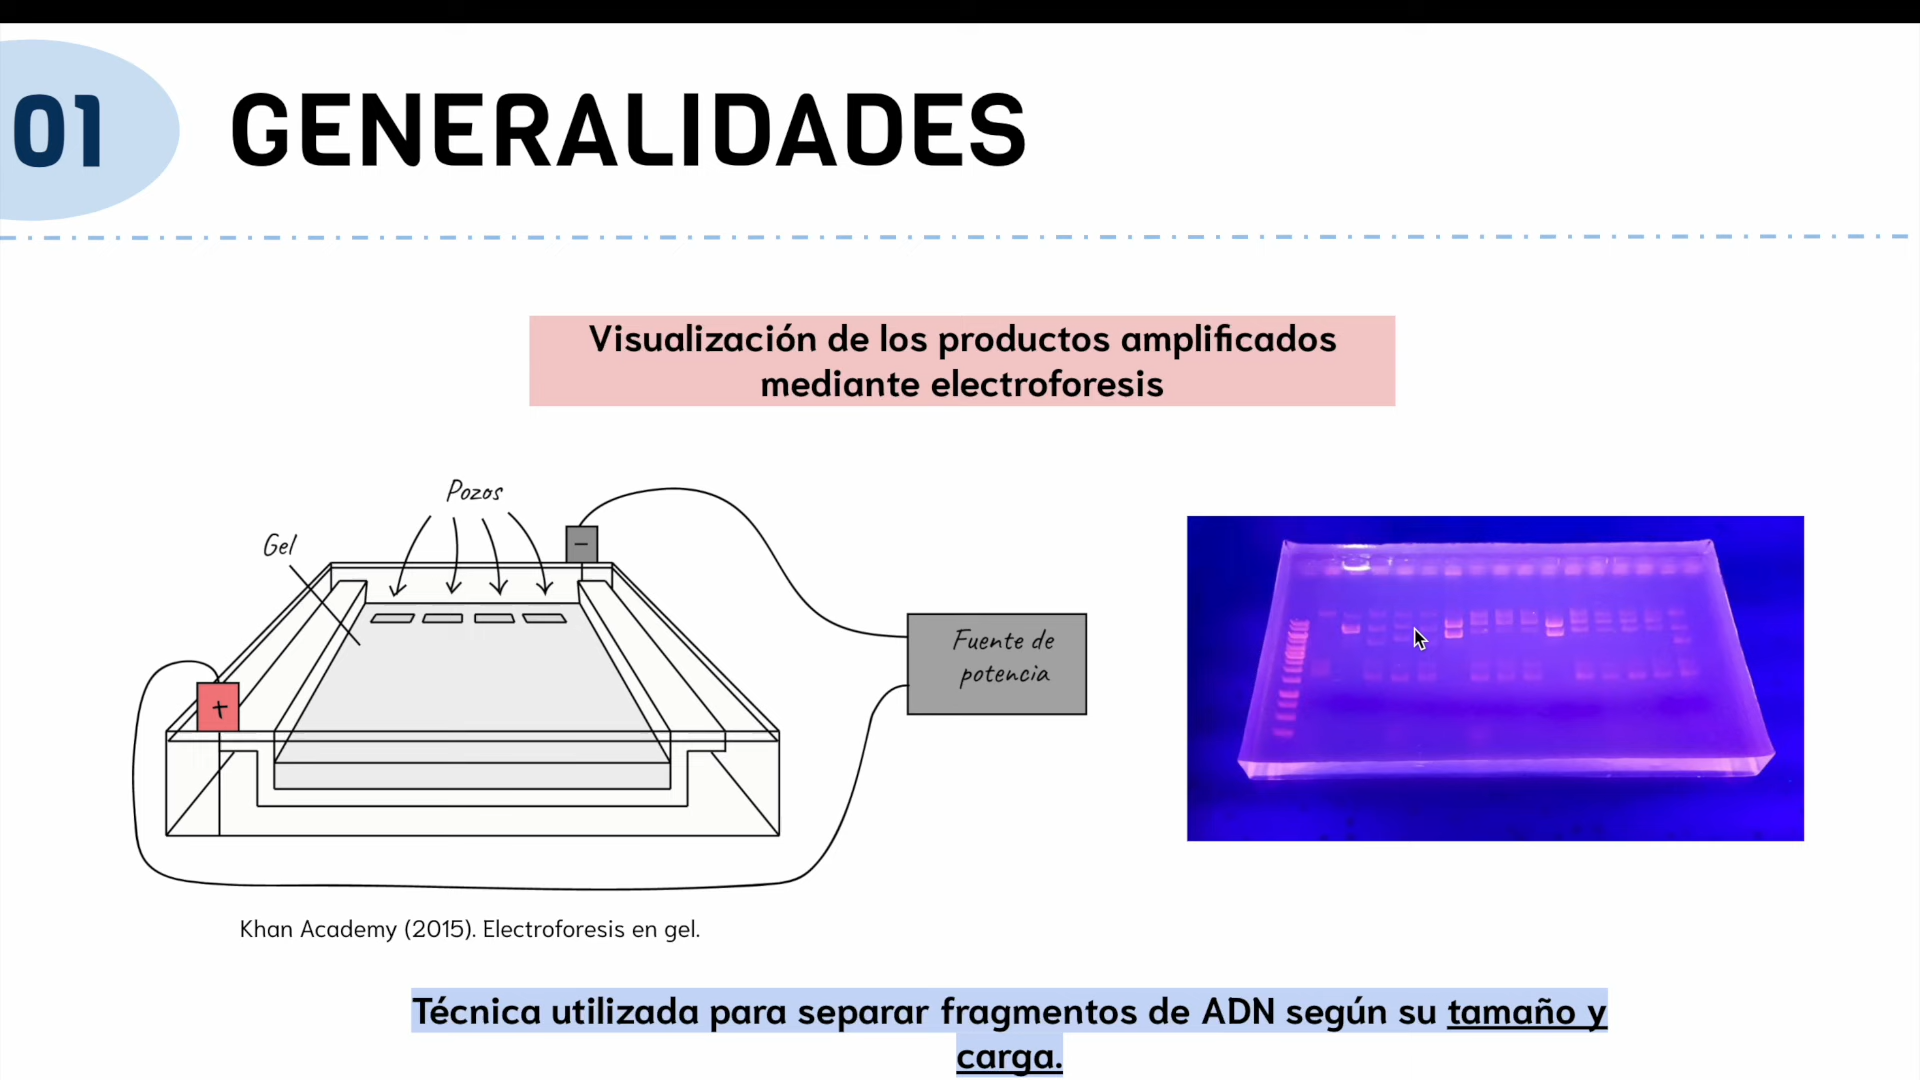 01 GENERALIDADES
Visualización de los productos amplificados
mediante electroforesis
Pozos
Gel
−
+
Fuente de
potencia
Khan Academy (2015). Electroforesis en gel.
Técnica utilizada para separar fragmentos de ADN según su tamaño y
carga.